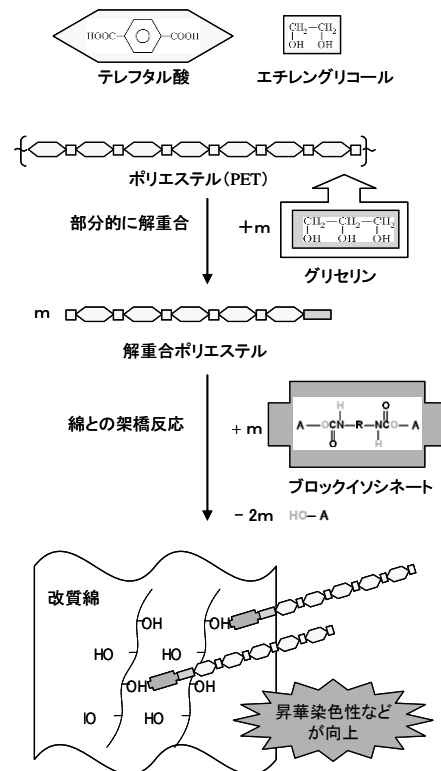 HOOC COOH
CH2—CH2
OH OH
テレフタル酸
エチレングリコール
ポリエステル(PET)
部分的に解重合
+m
CH2—CH2—CH2
OH OH OH
グリセリン
m
解重合ポリエステル
綿との架橋反応
+ m
H O
A—OCN—R—NCO—A
O H
ブロックイソシネート
- 2m HO—A
改質綿
OH OH
HO HO
OH OH
IO HO
昇華染色性など
が向上